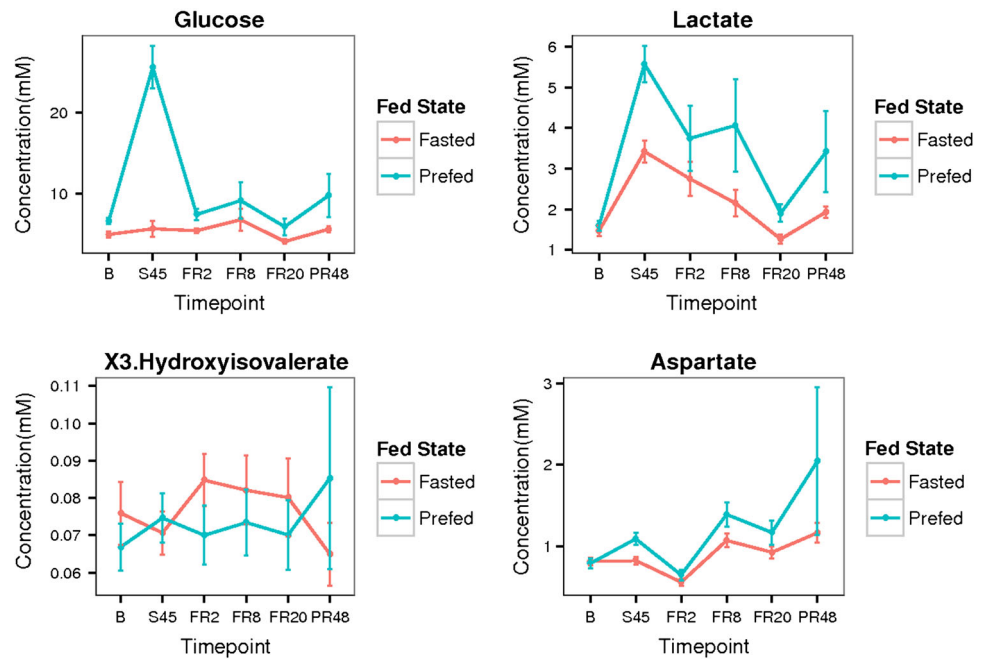 Glucose
Concentration(mM)
20
10
B S45 FR2 FR8 FR20 PR48
Timepoint
Fed State
Fasted
Prefed
Lactate
Concentration(mM)
6
5
4
3
2
1
B S45 FR2 FR8 FR20 PR48
Timepoint
Fed State
Fasted
Prefed
X3.Hydroxyisovalerate
Concentration(mM)
0.11
0.10
0.09
0.08
0.07
0.06
B S45 FR2 FR8 FR20 PR48
Timepoint
Fed State
Fasted
Prefed
Aspartate
Concentration(mM)
3
2
1
B S45 FR2 FR8 FR20 PR48
Timepoint
Fed State
Fasted
Prefed